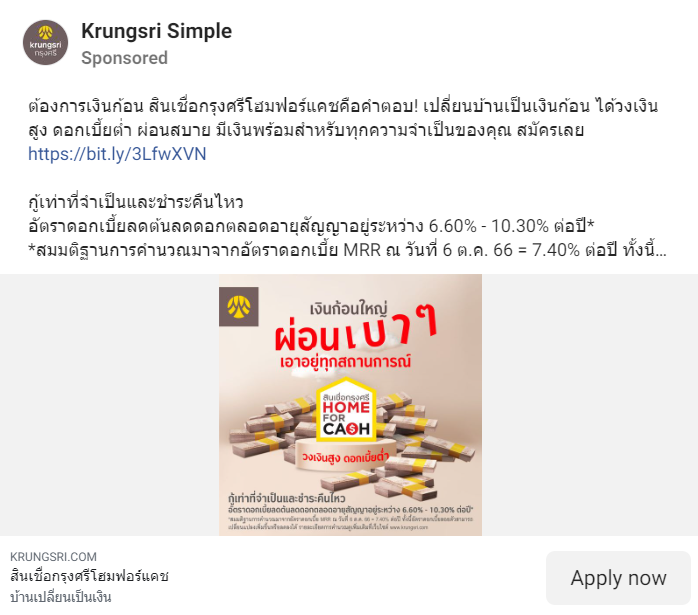 krungsri
กรุงศรี
Krungsri Simple
Sponsored
ต้องการเงินก้อน สินเชื่อกรุงศรีโฮมฟอร์แคชคือคำตอบ! เปลี่ยนบ้านเป็นเงินก้อน ได้วงเงิน
สูง ดอกเบี้ยต่ำ ผ่อนสบาย มีเงินพร้อมสำหรับทุกความจำเป็นของคุณ สมัครเลย
https://bit.ly/3LfwXVN
กู้เท่าที่จำเป็นและชำระคืนไหว
อัตราดอกเบี้ยลดต้นลดดอกตลอดอายุสัญญาอยู่ระหว่าง 6.60% - 10.30% ต่อปี*
*สมมติฐานการคำนวณมาจากอัตราดอกเบี้ย MRR ณ วันที่ 6 ต.ค. 66 = 7.40% ต่อปี ทั้งนี้...
เงินก้อนใหญ่
ผ่อนเบาๆ
เอาอยู่ทุกสถานการณ์
สินเชื่อกรุงศรี
HOME
FOR
CA$H
วงเงินสูง ดอกเบี้ยต่ำ
กู้เท่าที่จำเป็นและชำระคืนไหว
อัตราดอกเบี้ยลดต้นลดดอกตลอดอายุสัญญาอยู่ระหว่าง 6.60% - 10.30% ต่อปี*
KRUNGSRI.COM
สินเชื่อกรุงศรีโฮมฟอร์แคช
บ้านเปลี่ยนเป็นเงิน
Apply now